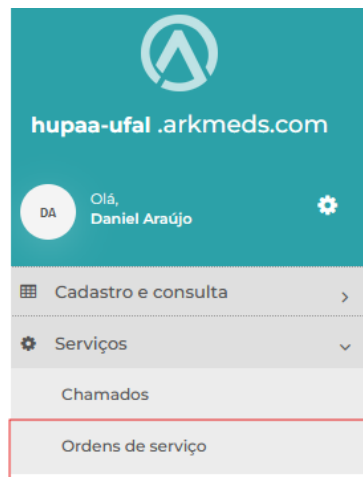 hupaa-ufal .arkmeds.com
DA
Olá,
Daniel Araújo
Cadastro e consulta
Serviços
Chamados
Ordens de serviço